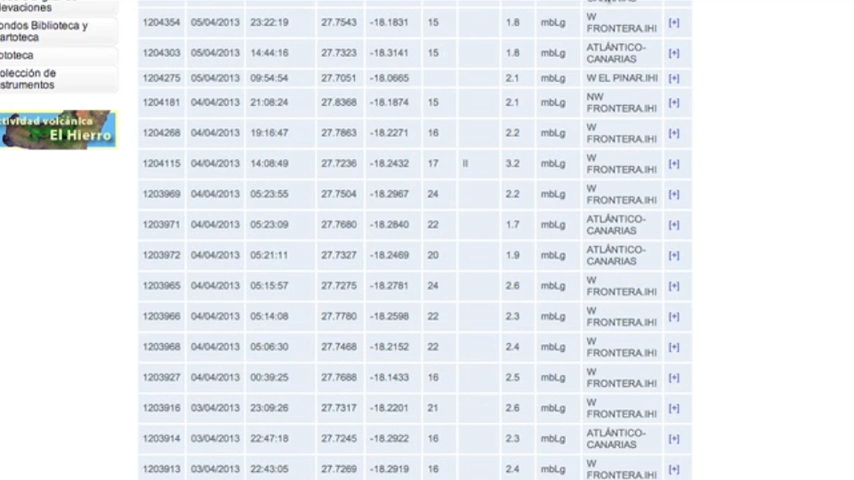 levaciones
ondos Biblioteca y
artoteca
ototeca
olección de
strumentos
ctividad volcánica
El Hierro
1204354 05/04/2013 23:22:19 27.7543 -18.1831 15 1.8 mbLg W FRONTERA.IHI [+]
1204303 05/04/2013 14:44:16 27.7323 -18.3141 15 1.8 mbLg ATLÁNTICO-CANARIAS [+]
1204275 05/04/2013 09:54:54 27.7051 -18.0665 2.1 mbLg W EL PINAR.IHI [+]
1204181 04/04/2013 21:08:24 27.8368 -18.1874 15 2.1 mbLg NW FRONTERA.IHI [+]
1204268 04/04/2013 19:16:47 27.7863 -18.2271 16 2.2 mbLg W FRONTERA.IHI [+]
1204115 04/04/2013 14:08:49 27.7236 -18.2432 17 II 3.2 mbLg W FRONTERA.IHI [+]
1203969 04/04/2013 05:23:55 27.7504 -18.2967 24 2.2 mbLg W FRONTERA.IHI [+]
1203971 04/04/2013 05:23:09 27.7680 -18.2840 22 1.7 mbLg ATLÁNTICO-CANARIAS [+]
1203972 04/04/2013 05:21:11 27.7327 -18.2469 20 1.9 mbLg ATLÁNTICO-CANARIAS [+]
1203965 04/04/2013 05:15:57 27.7275 -18.2781 24 2.6 mbLg W FRONTERA.IHI [+]
1203966 04/04/2013 05:14:08 27.7780 -18.2598 22 2.3 mbLg W FRONTERA.IHI [+]
1203968 04/04/2013 05:06:30 27.7468 -18.2152 22 2.4 mbLg W FRONTERA.IHI [+]
1203927 04/04/2013 00:39:25 27.7688 -18.1433 16 2.5 mbLg W FRONTERA.IHI [+]
1203916 03/04/2013 23:09:26 27.7317 -18.2201 21 2.6 mbLg W FRONTERA.IHI [+]
1203914 03/04/2013 22:47:18 27.7245 -18.2922 16 2.3 mbLg ATLÁNTICO-CANARIAS [+]
1203913 03/04/2013 22:43:05 27.7269 -18.2919 16 2.4 mbLg W FRONTERA.IHI [+]